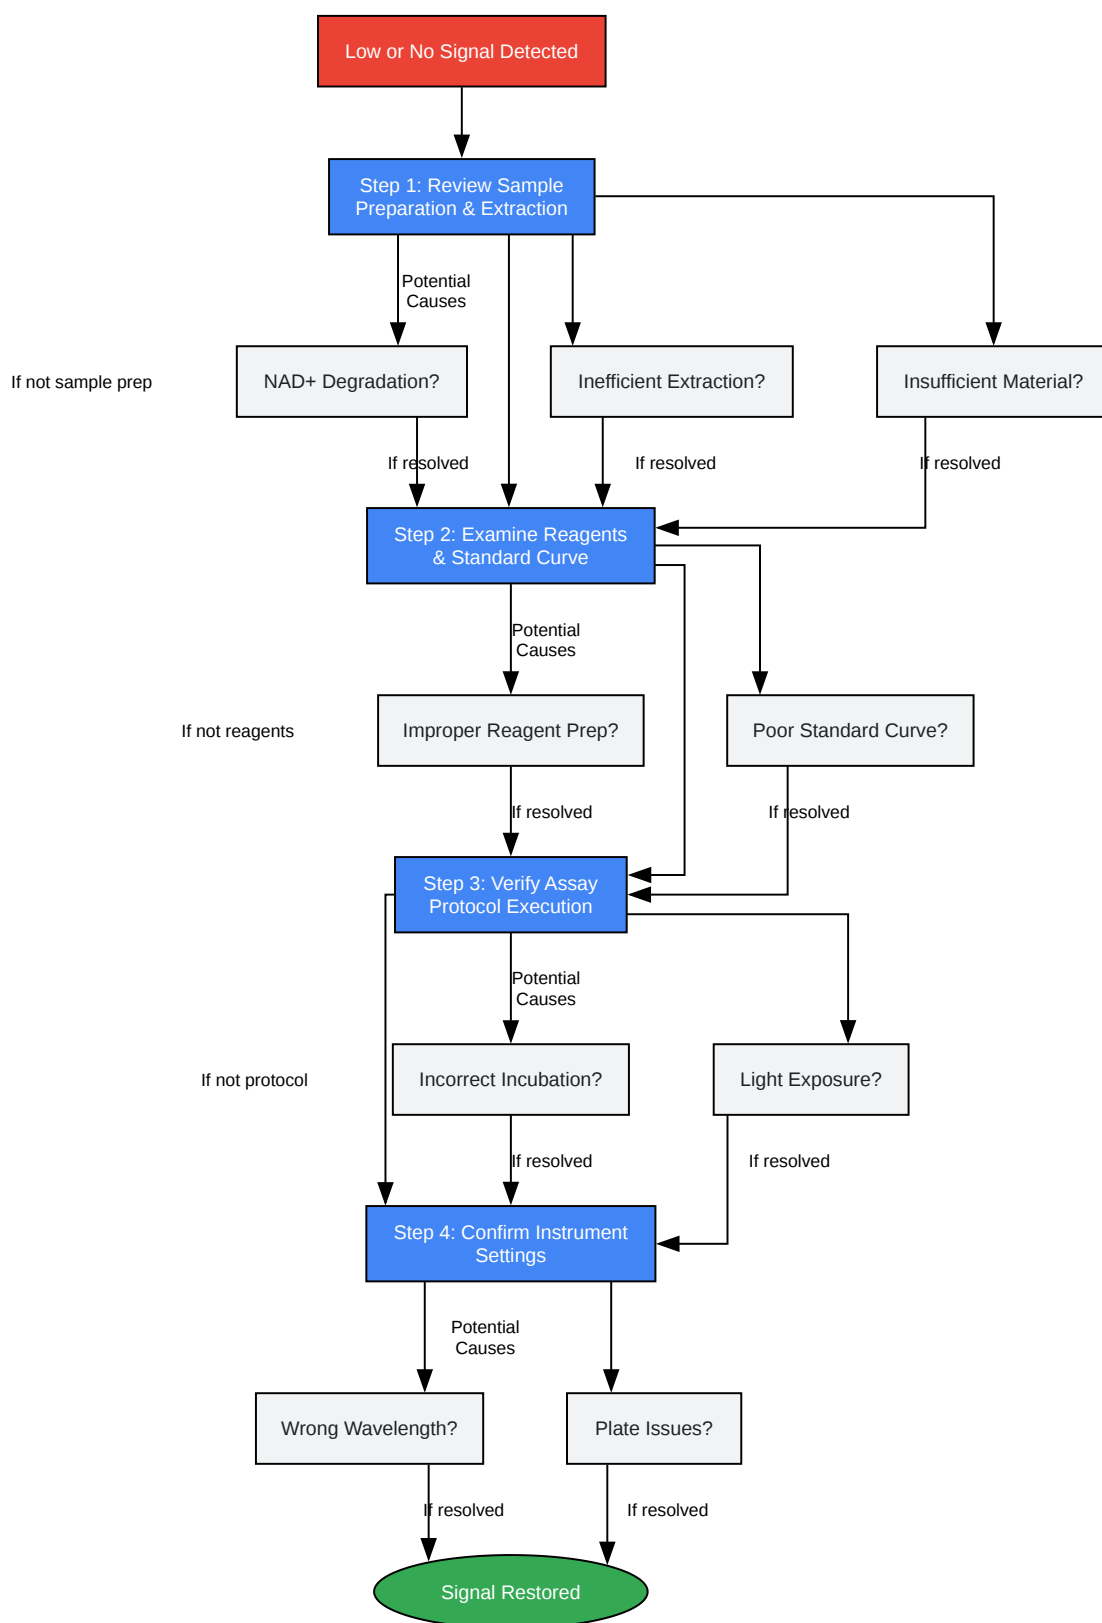 Low or No Signal Detected
Step 1: Review Sample
Preparation & Extraction
Potential
Causes
If not sample prep
NAD+ Degradation?
Inefficient Extraction?
Insufficient Material?
If resolved
If resolved
If resolved
Step 2: Examine Reagents
& Standard Curve
Potential
Causes
If not reagents
Improper Reagent Prep?
Poor Standard Curve?
If resolved
If resolved
Step 3: Verify Assay
Protocol Execution
Potential
Causes
If not protocol
Incorrect Incubation?
Light Exposure?
If resolved
If resolved
Step 4: Confirm Instrument
Settings
Potential
Causes
Wrong Wavelength?
Plate Issues?
If resolved
If resolved
Signal Restored